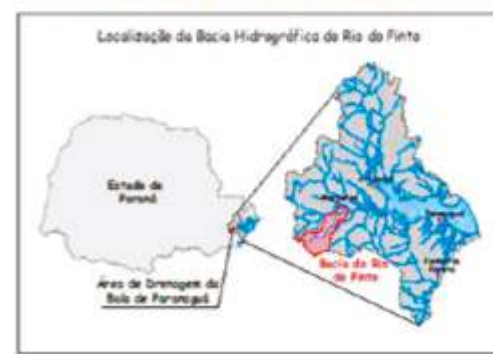 Localização da Bacia Hidrográfica do Rio do Pinto
Estado do
Paraná
Área de Drenagem da
Baía de Paranaguá
Bacia do Rio
do Pinto